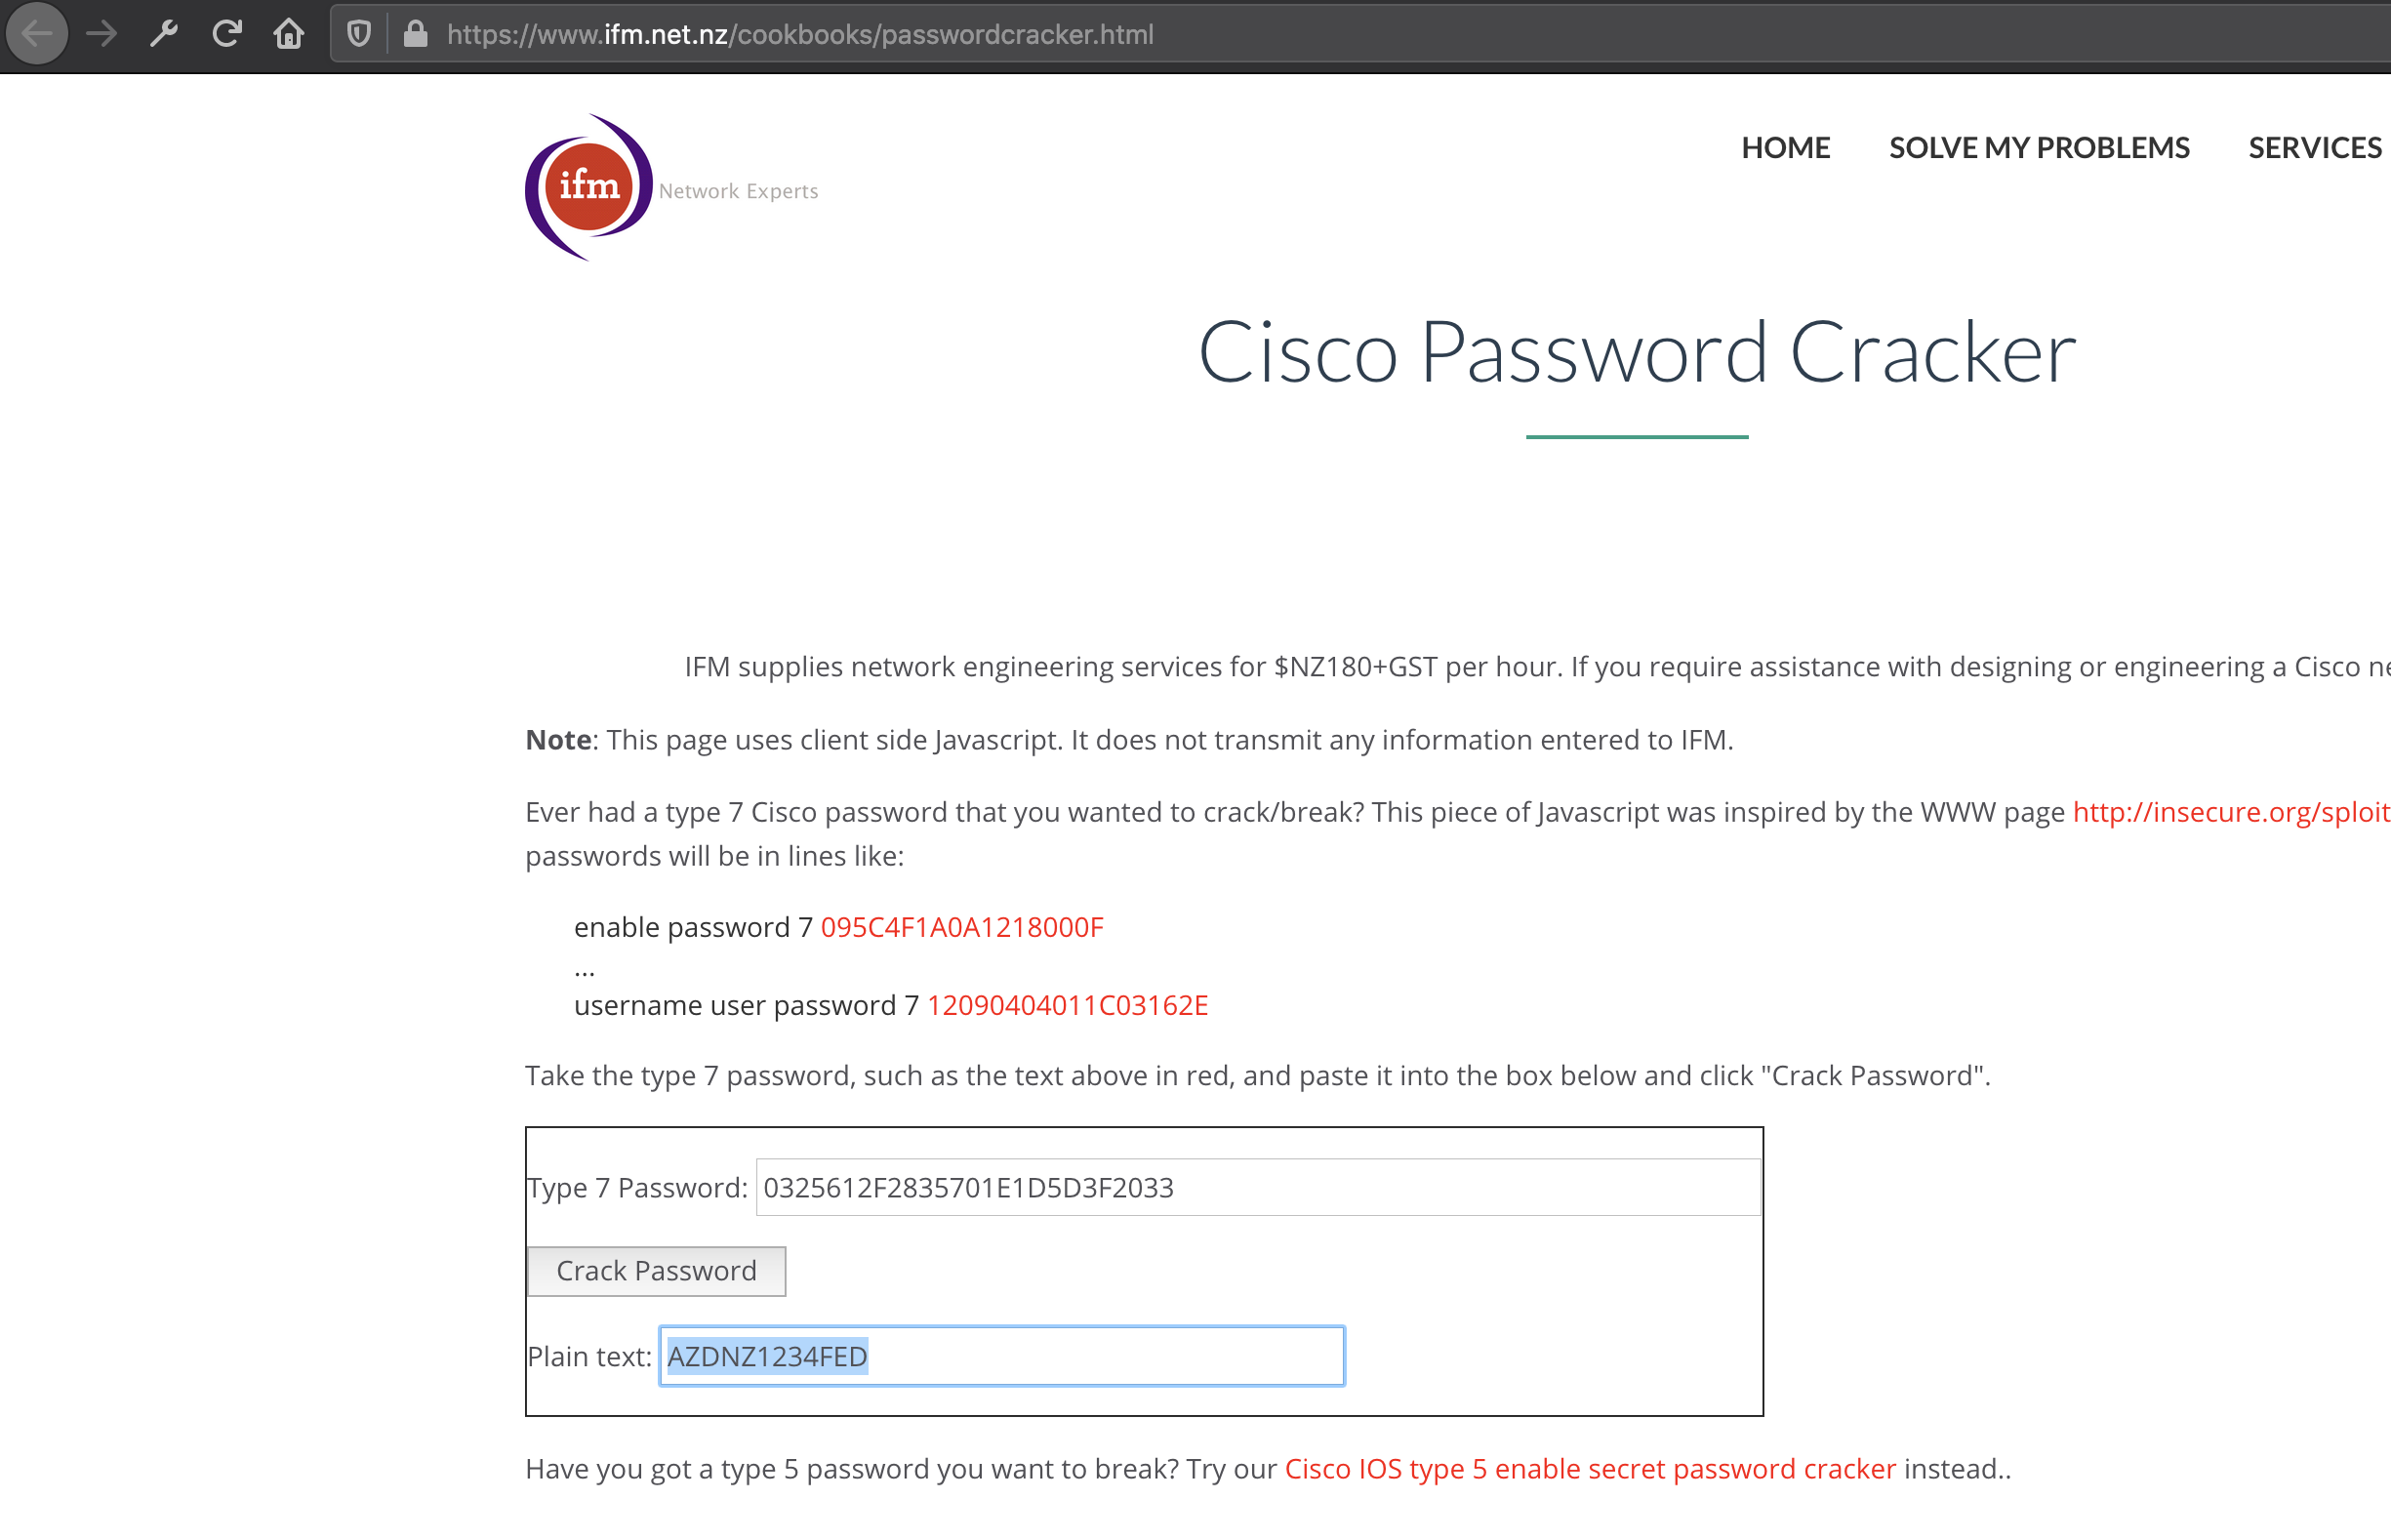 https://www.ifm.net.nz/cookbooks/passwordcracker.html
ifm Network Experts
HOME SOLVE MY PROBLEMS SERVICES
Cisco Password Cracker
IFM supplies network engineering services for $NZ180+GST per hour. If you require assistance with designing or engineering a Cisco ne
Note: This page uses client side Javascript. It does not transmit any information entered to IFM.
Ever had a type 7 Cisco password that you wanted to crack/break? This piece of Javascript was inspired by the WWW page http://insecure.org/sploit
passwords will be in lines like:
enable password 7 095C4F1A0A1218000F
...
username user password 7 12090404011C03162E
Take the type 7 password, such as the text above in red, and paste it into the box below and click "Crack Password".
Type 7 Password: 0325612F2835701E1D5D3F2033
Crack Password
Plain text: AZDNZ1234FED
Have you got a type 5 password you want to break? Try our Cisco IOS type 5 enable secret password cracker instead..